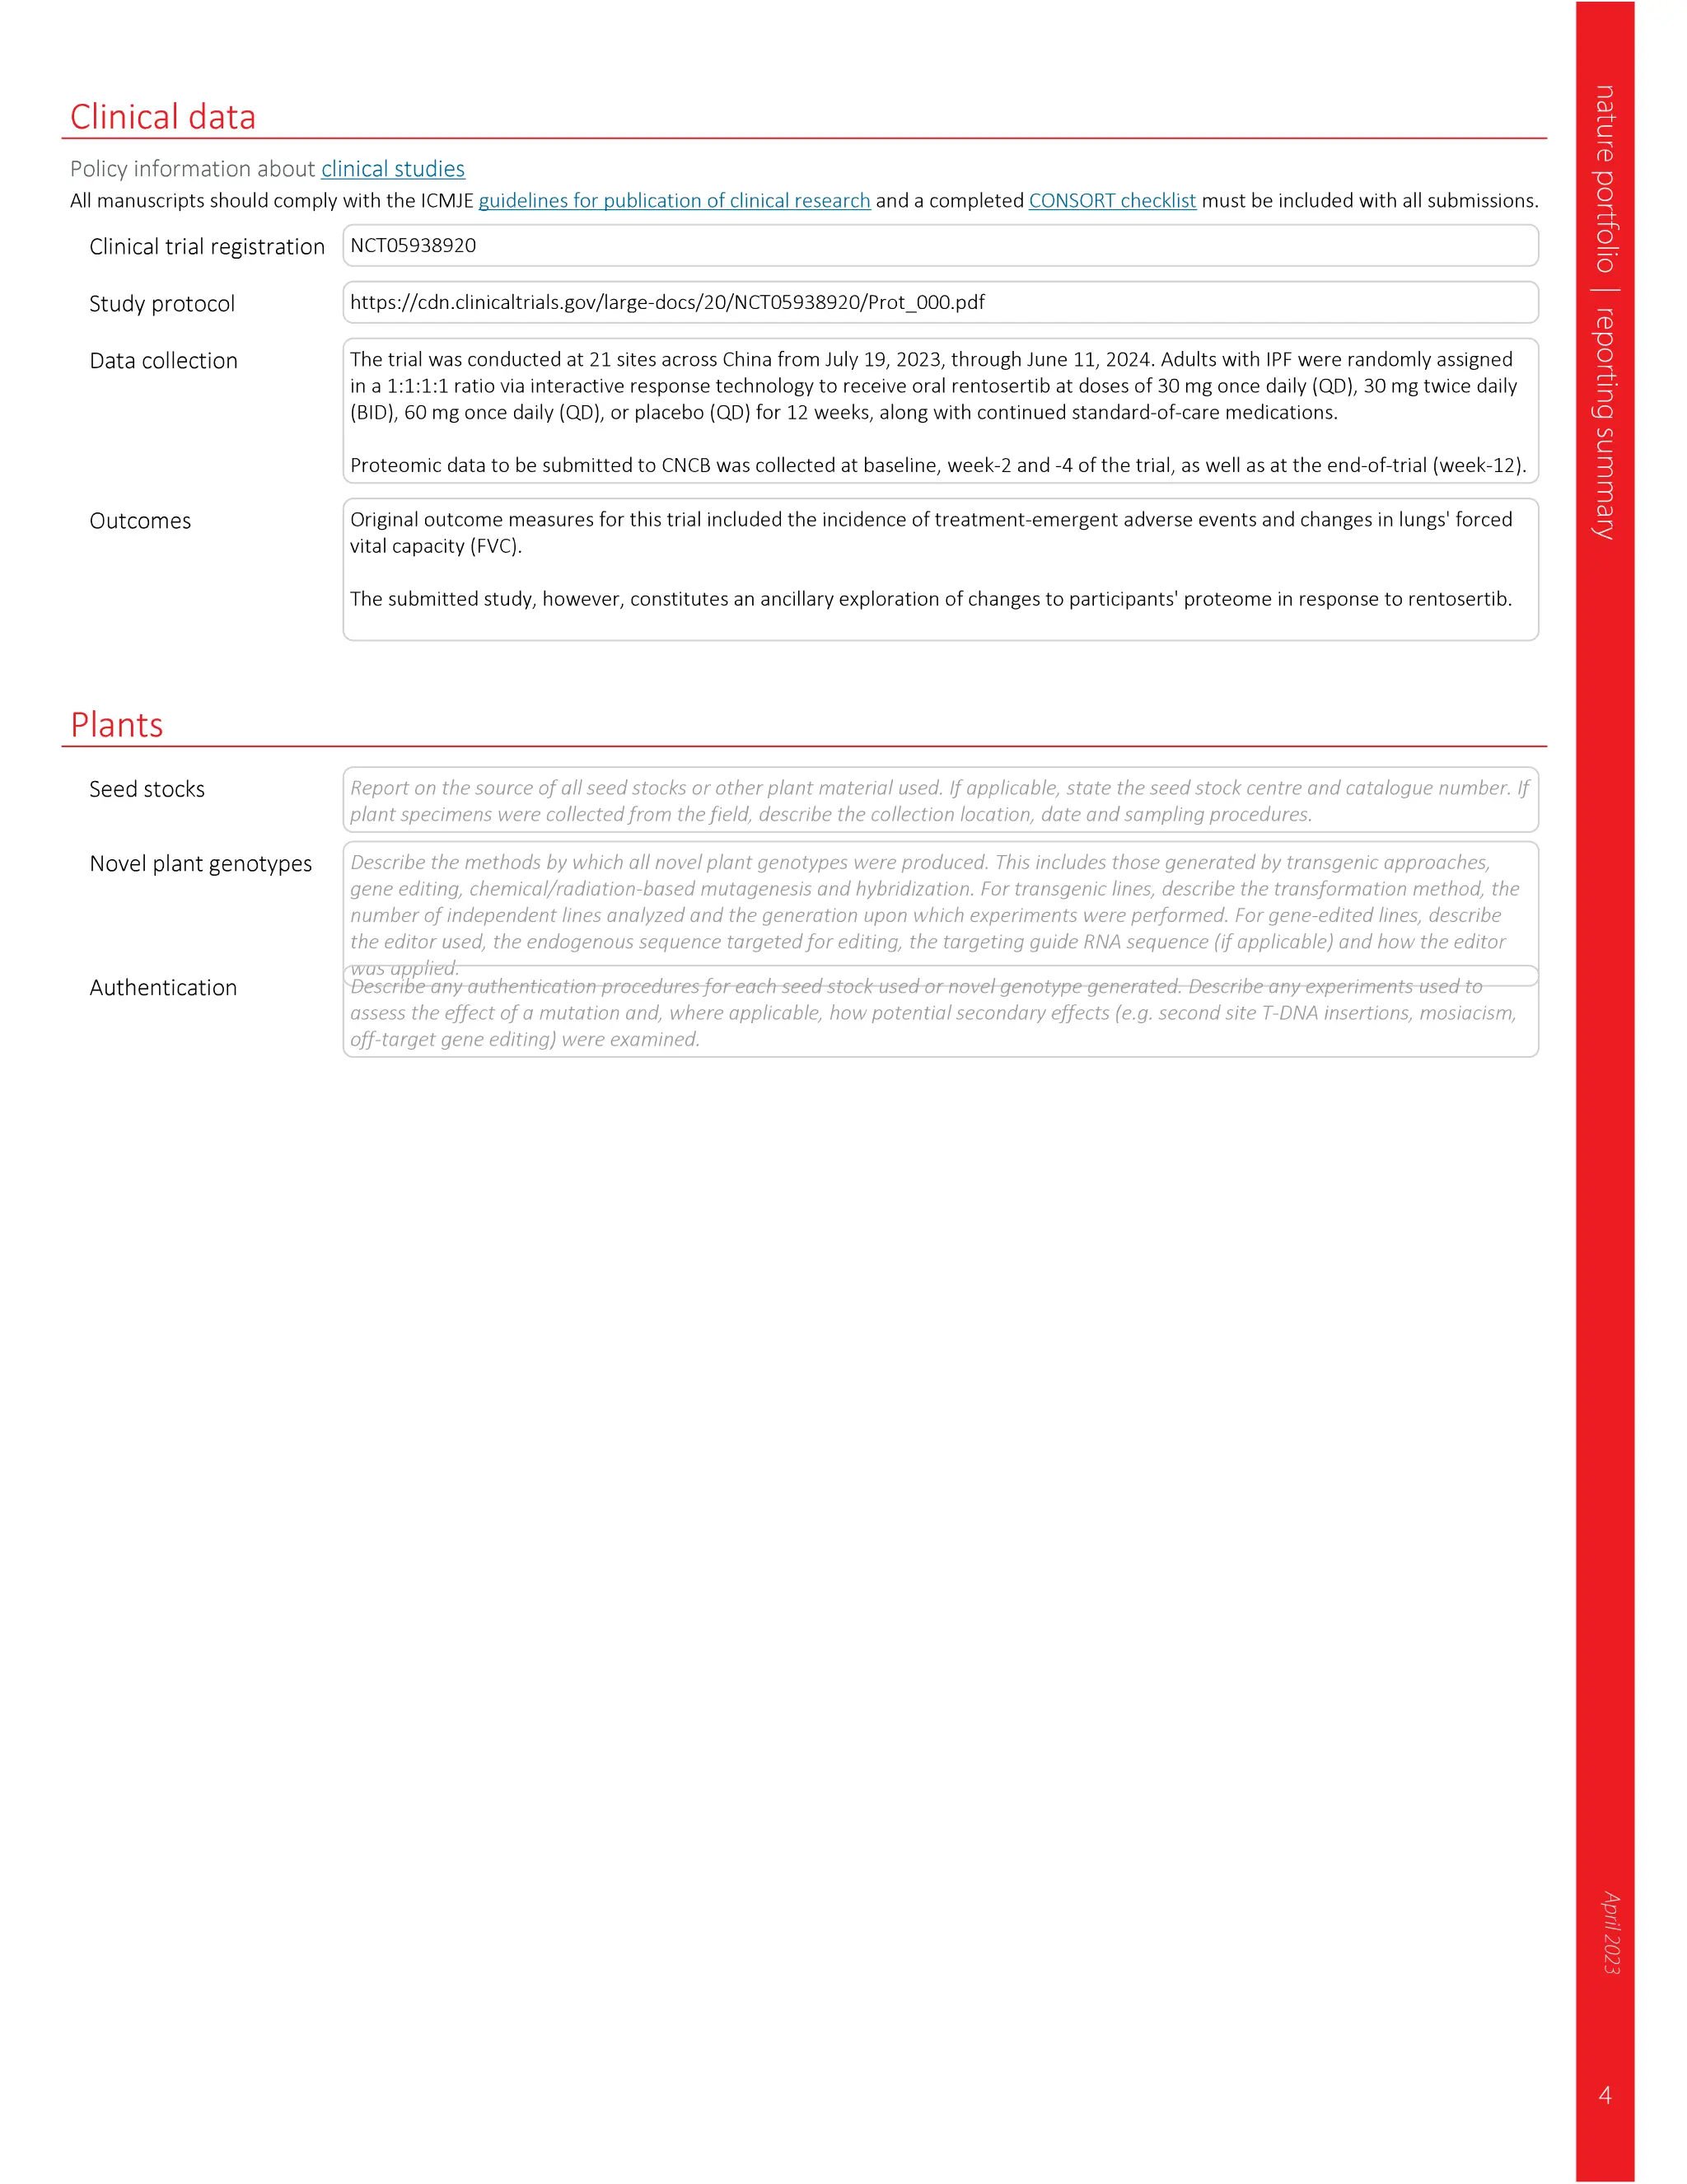 Clinical data
Policy information about clinical studies
All manuscripts should comply with the ICMJE guidelines for publication of clinical research and a completed CONSORT checklist must be included with all submissions.
Clinical trial registration
NCT05938920
Study protocol
https://cdn.clinicaltrials.gov/large-docs/20/NCT05938920/Prot_000.pdf
Data collection
The trial was conducted at 21 sites across China from July 19, 2023, through June 11, 2024. Adults with IPF were randomly assigned
in a 1:1:1:1 ratio via interactive response technology to receive oral rentosertib at doses of 30 mg once daily (QD), 30 mg twice daily
(BID), 60 mg once daily (QD), or placebo (QD) for 12 weeks, along with continued standard-of-care medications.
Proteomic data to be submitted to CNCB was collected at baseline, week-2 and -4 of the trial, as well as at the end-of-trial (week-12).
Outcomes
Original outcome measures for this trial included the incidence of treatment-emergent adverse events and changes in lungs' forced
vital capacity (FVC).
The submitted study, however, constitutes an ancillary exploration of changes to participants' proteome in response to rentosertib.
Plants
Seed stocks
Report on the source of all seed stocks or other plant material used. If applicable, state the seed stock centre and catalogue number. If
plant specimens were collected from the field, describe the collection location, date and sampling procedures.
Novel plant genotypes
Describe the methods by which all novel plant genotypes were produced. This includes those generated by transgenic approaches,
gene editing, chemical/radiation-based mutagenesis and hybridization. For transgenic lines, describe the transformation method, the
number of independent lines analyzed and the generation upon which experiments were performed. For gene-edited lines, describe
the editor used, the endogenous sequence targeted for editing, the targeting guide RNA sequence (if applicable) and how the editor
was applied.
Authentication
Describe any authentication procedures for each seed stock used or novel genotype generated. Describe any experiments used to
assess the effect of a mutation and, where applicable, how potential secondary effects (e.g. second site T-DNA insertions, mosiacism,
off-target gene editing) were examined.
nature portfolio | reporting summary
April 2023
4